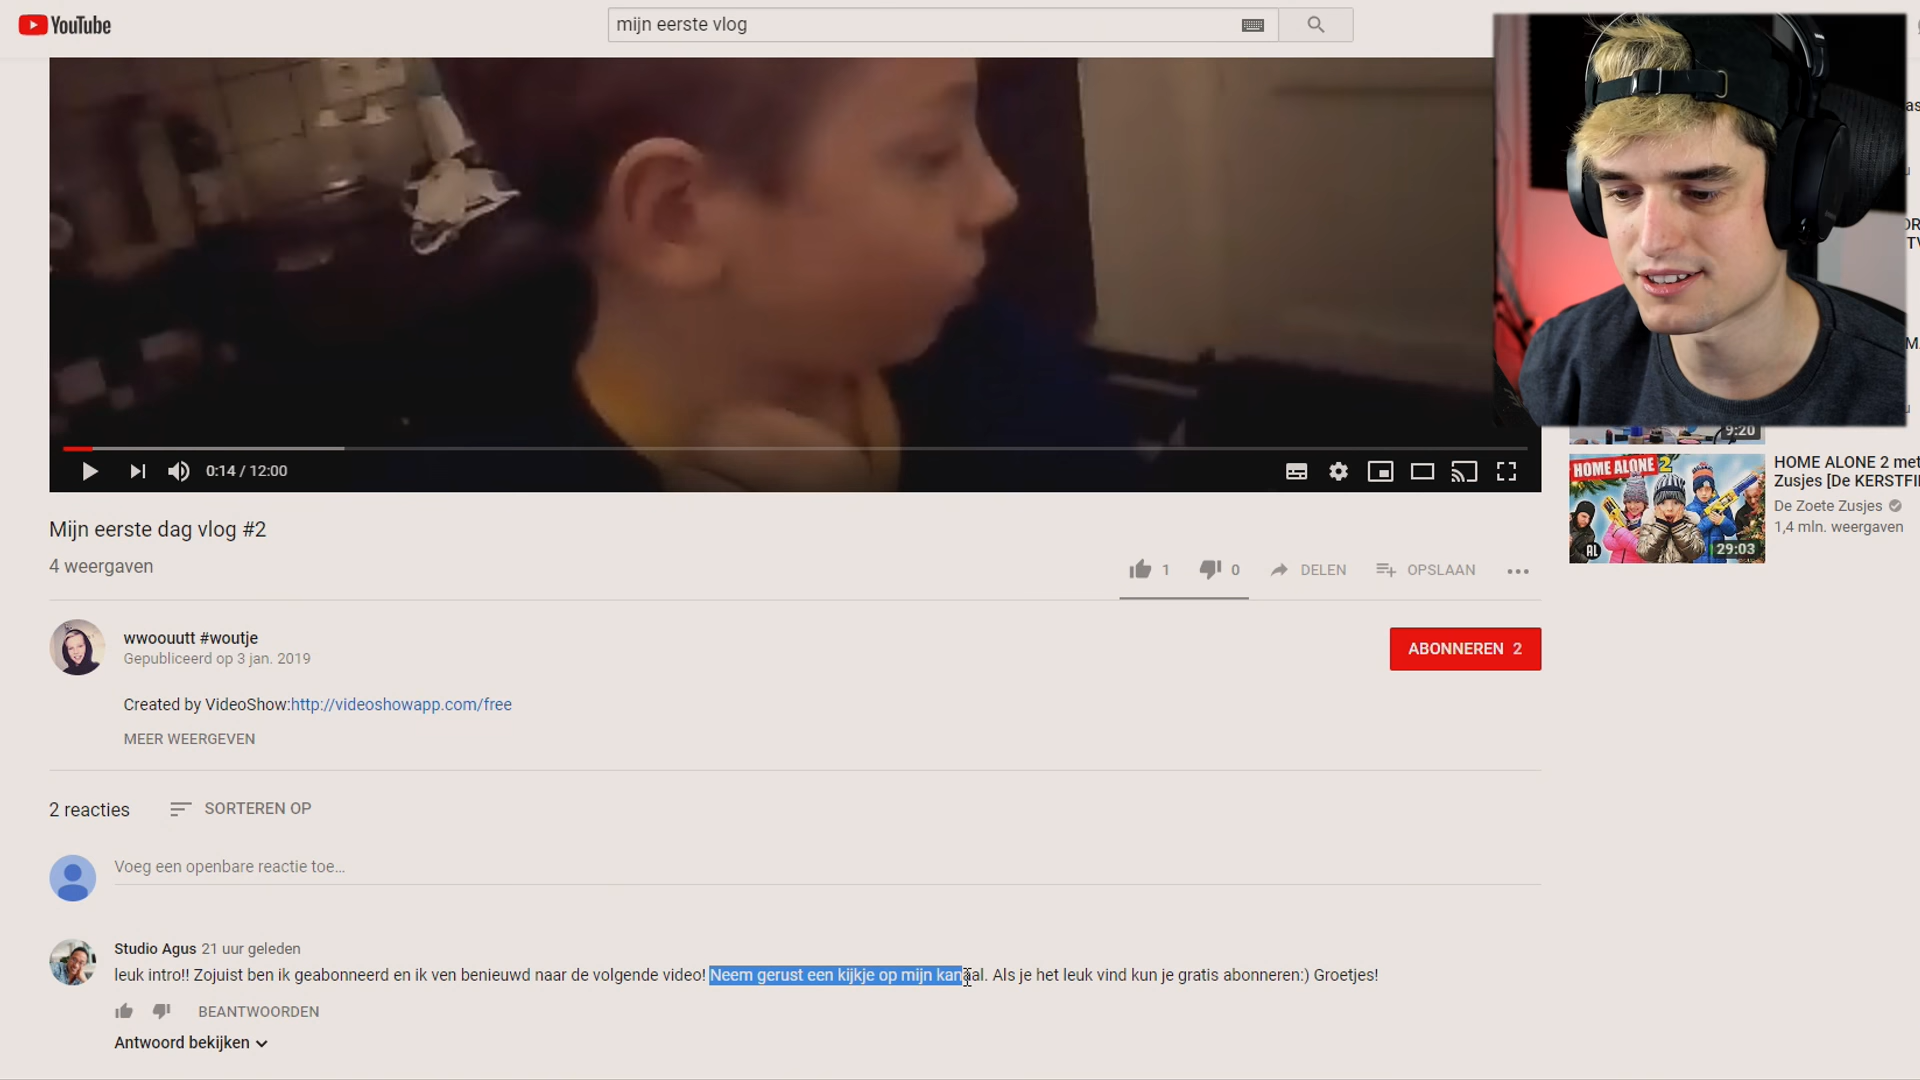 YouTube
mijn eerste vlog
0:14 / 12:00
9:20
HOME ALONE 2
AL
29:03
HOME ALONE 2 met
Zusjes [De KERSTFI
De Zoete Zusjes
1,4 mln. weergaven
Mijn eerste dag vlog #2
4 weergaven
1
0
DELEN
OPSLAAN
wwoouutt #woutje
Gepubliceerd op 3 jan. 2019
ABONNEREN 2
Created by VideoShow:http://videoshowapp.com/free
MEER WEERGEVEN
2 reacties
SORTEREN OP
Voeg een openbare reactie toe...
Studio Agus 21 uur geleden
leuk intro!! Zojuist ben ik geabonneerd en ik ven benieuwd naar de volgende video! Neem gerust een kijkje op mijn kanaal. Als je het leuk vind kun je gratis abonneren:) Groetjes!
BEANTWOORDEN
Antwoord bekijken